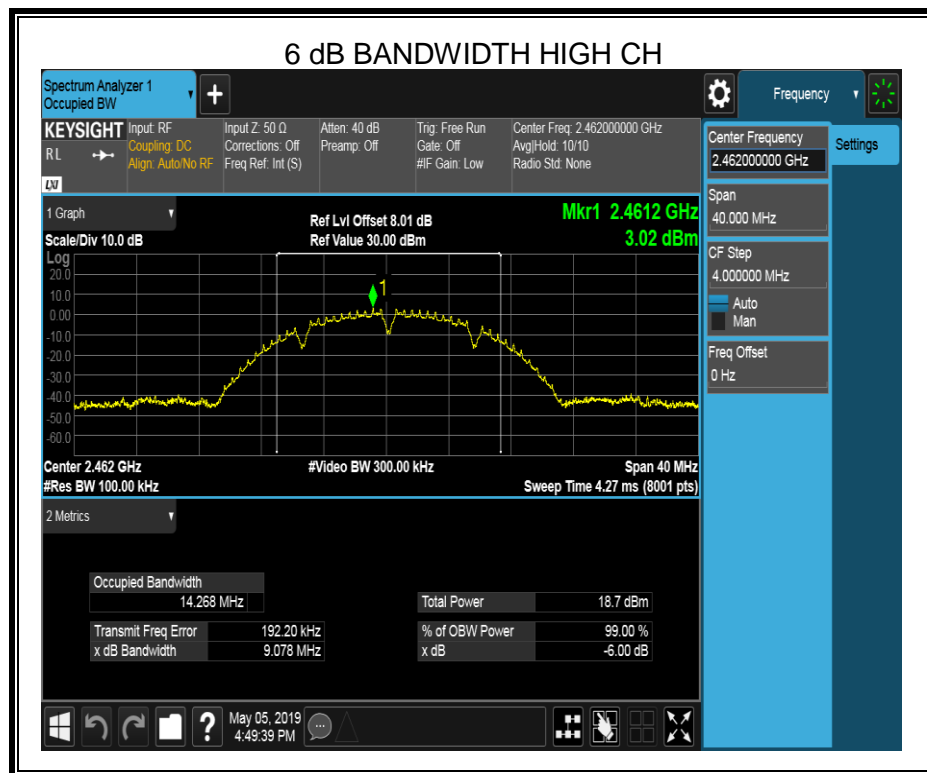 6 dB BANDWIDTH HIGH CH
Spectrum Analyzer 1
Occupied BW
+
Frequency
KEYSIGHT
RL
LXI
Input: RF
Coupling: DC
Align: Auto/No RF
Input Z: 50 Ω
Corrections: Off
Freq Ref: Int (S)
Atten: 40 dB
Preamp: Off
Trig: Free Run
Gate: Off
#IF Gain: Low
Center Freq: 2.462000000 GHz
Avg|Hold: 10/10
Radio Std: None
Center Frequency
2.462000000 GHz
Settings
Span
40.000 MHz
CF Step
4.000000 MHz
Auto
Man
Freq Offset
0 Hz
1 Graph
Scale/Div 10.0 dB
Ref Lvl Offset 8.01 dB
Ref Value 30.00 dBm
Mkr1 2.4612 GHz
3.02 dBm
Log
20.0
10.0
0.00
-10.0
-20.0
-30.0
-40.0
-50.0
-60.0
1
Center 2.462 GHz
#Video BW 300.00 kHz
Span 40 MHz
#Res BW 100.00 kHz
Sweep Time 4.27 ms (8001 pts)
2 Metrics
Occupied Bandwidth
14.268 MHz
Total Power 18.7 dBm
Transmit Freq Error 192.20 kHz
% of OBW Power 99.00 %
x dB Bandwidth 9.078 MHz
x dB -6.00 dB
?
May 05, 2019
4:49:39 PM